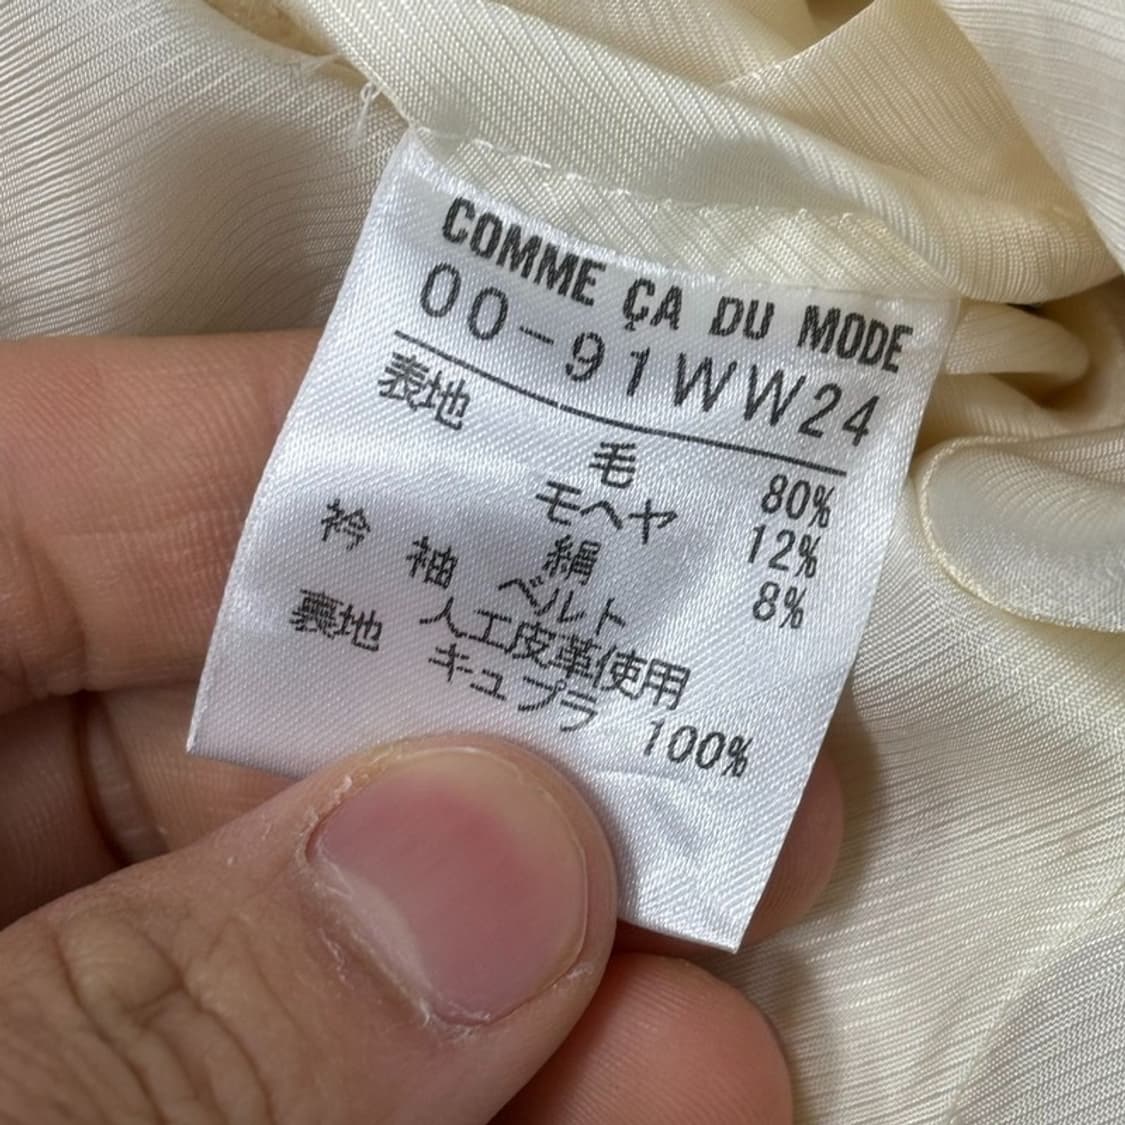 COMME ÇA DU MODE
00-91WW24
表地
毛 80%
モヘヤ 12%
絹 8%
衿 袖 ベルト
人工皮革使用
裏地 キュプラ 100%